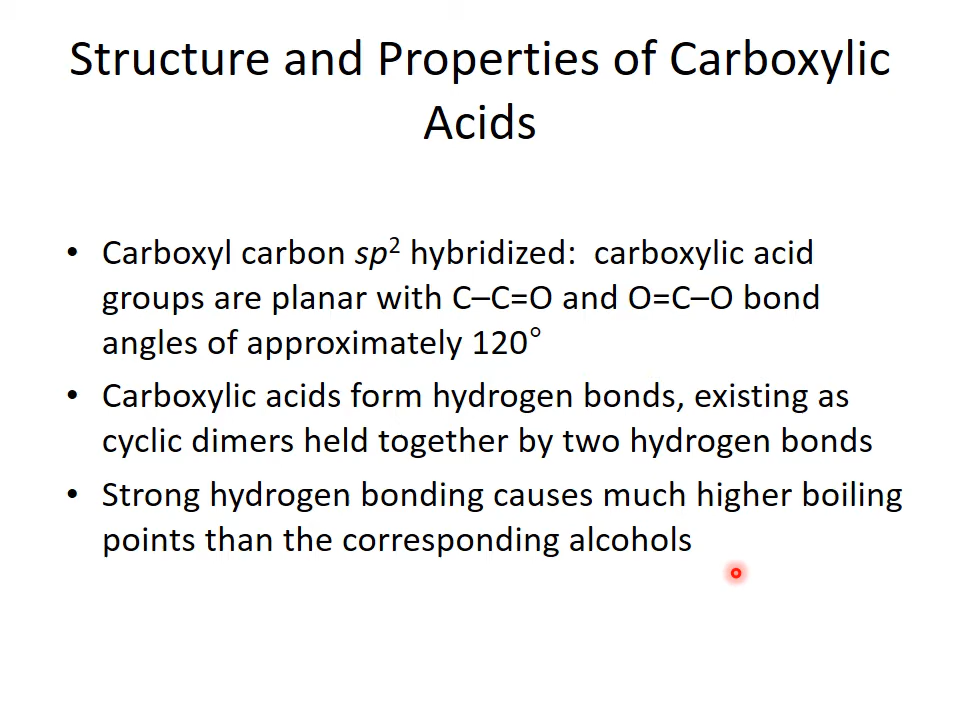 Structure and Properties of Carboxylic
Acids
• Carboxyl carbon sp² hybridized:  carboxylic acid
groups are planar with C–C=O and O=C–O bond
angles of approximately 120°
• Carboxylic acids form hydrogen bonds, existing as
cyclic dimers held together by two hydrogen bonds
• Strong hydrogen bonding causes much higher boiling
points than the corresponding alcohols